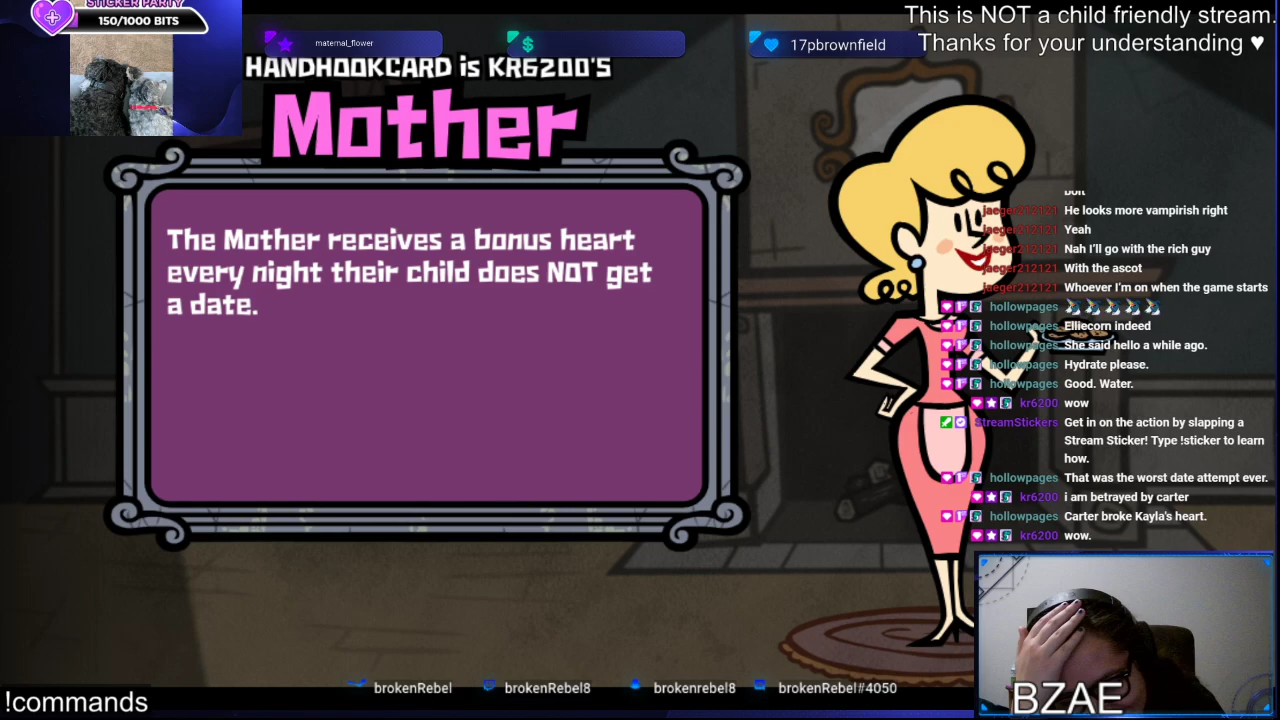 STICKER PARTY
150/1000 BITS
maternal_flower
17pbrownfield
This is NOT a child friendly stream.
Thanks for your understanding ♥
HANDHOOKCARD is KR6200'S
Mother
The Mother receives a bonus heart
every night their child does NOT get
a date.
bolt
jaeger212121 He looks more vampirish right
jaeger212121 Yeah
jaeger212121 Nah I'll go with the rich guy
jaeger212121 With the ascot
jaeger212121 Whoever I'm on when the game starts
hollowpages
hollowpages Elliecorn indeed
hollowpages She said hello a while ago.
hollowpages Hydrate please.
hollowpages Good. Water.
kr6200 wow
StreamStickers Get in on the action by slapping a
Stream Sticker! Type !sticker to learn
how.
hollowpages That was the worst date attempt ever.
kr6200 i am betrayed by carter
hollowpages Carter broke Kayla's heart.
kr6200 wow.
brokenRebel
brokenRebel8
brokenrebel8
brokenRebel#4050
!commands
BZAE